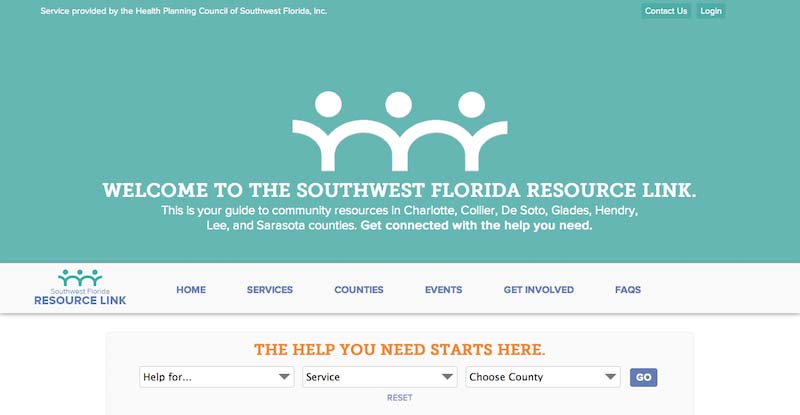 Service provided by the Health Planning Council of Southwest Florida, Inc.
Contact Us
Login
WELCOME TO THE SOUTHWEST FLORIDA RESOURCE LINK.
This is your guide to community resources in Charlotte, Collier, De Soto, Glades, Hendry,
Lee, and Sarasota counties. Get connected with the help you need.
Southwest Florida
RESOURCE LINK
HOME
SERVICES
COUNTIES
EVENTS
GET INVOLVED
FAQS
THE HELP YOU NEED STARTS HERE.
Help for...
Service
Choose County
GO
RESET